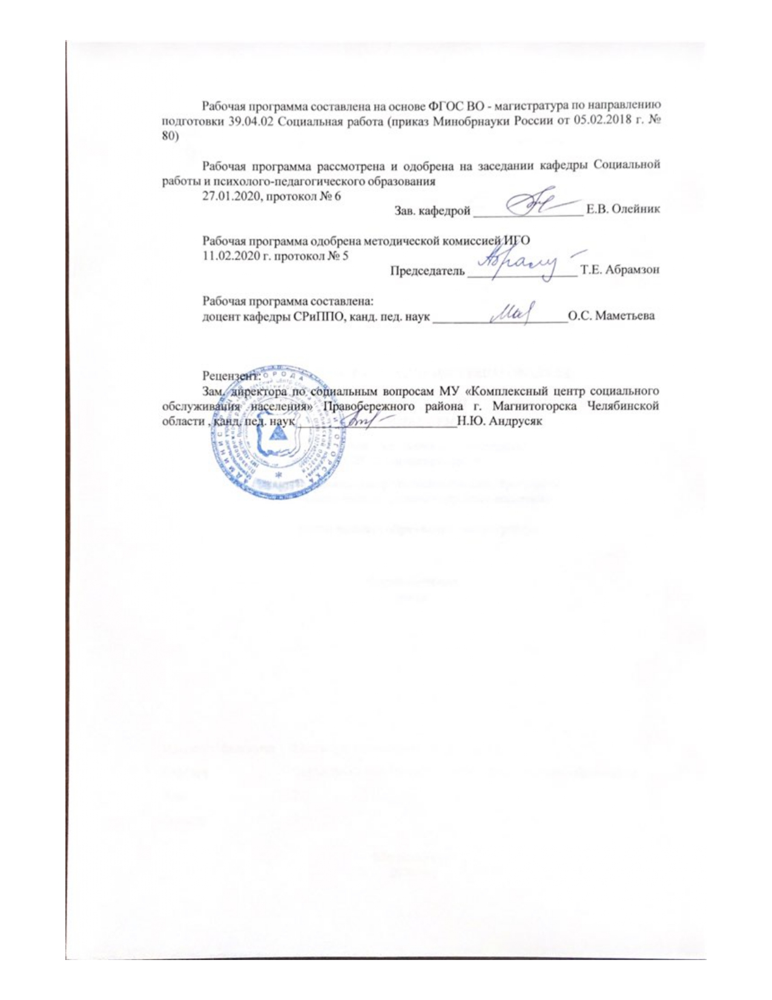 Рабочая программа составлена на основе ФГОС ВО - магистратура по направлению
подготовки 39.04.02 Социальная работа (приказ Минобрнауки России от 05.02.2018 г. №
80)
Рабочая программа рассмотрена и одобрена на заседании кафедры Социальной
работы и психолого-педагогического образования
27.01.2020, протокол № 6
Зав. кафедрой ________________ Е.В. Олейник
Рабочая программа одобрена методической комиссией ИГО
11.02.2020 г. протокол № 5
Председатель ________________ Т.Е. Абрамзон
Рабочая программа составлена:
доцент кафедры СРиППО, канд. пед. наук ____________________О.С. Маметьева
Рецензент:
Зам. директора по социальным вопросам МУ «Комплексный центр социального
обслуживания населения» Правобережного района г. Магнитогорска Челябинской
области , канд. пед. наук ________________________Н.Ю. Андрусяк